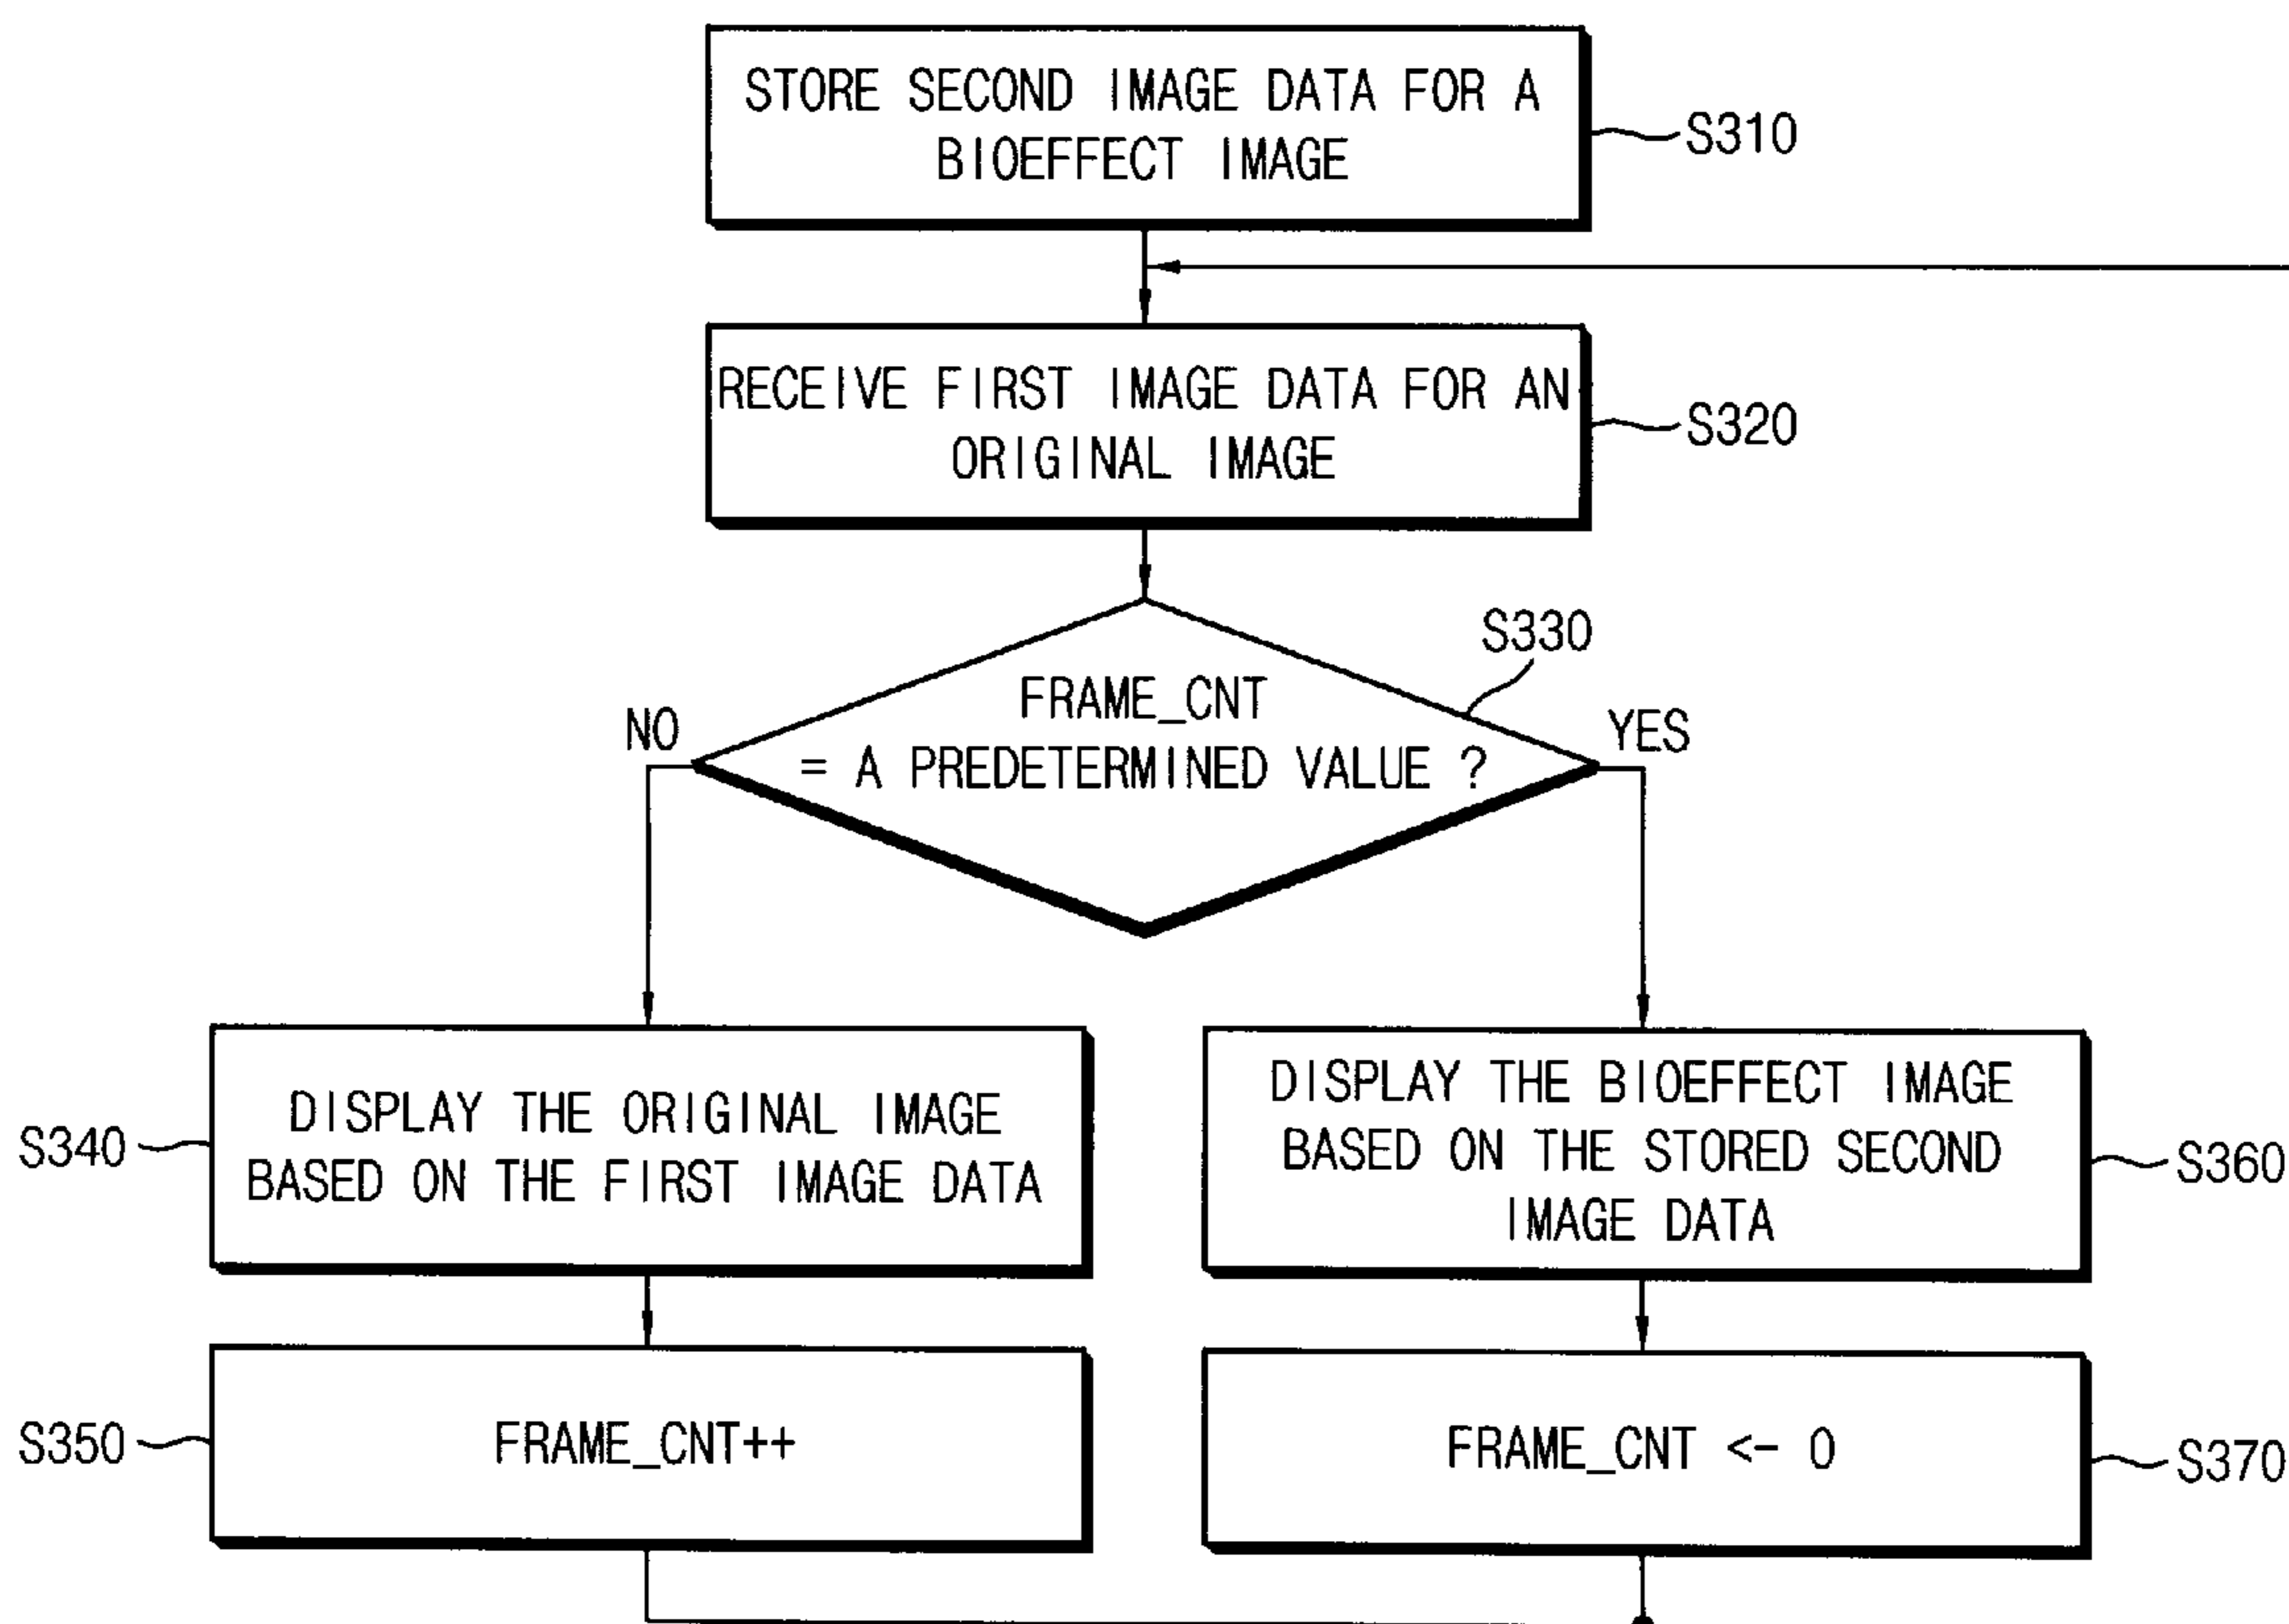 STORE SECOND IMAGE DATA FOR A
BIOEFFECT IMAGE
S310
RECEIVE FIRST IMAGE DATA FOR AN
ORIGINAL IMAGE
S320
S330
FRAME_CNT
= A PREDETERMINED VALUE ?
NO
YES
DISPLAY THE ORIGINAL IMAGE
BASED ON THE FIRST IMAGE DATA
S340
DISPLAY THE BIOEFFECT IMAGE
BASED ON THE STORED SECOND
IMAGE DATA
S360
FRAME_CNT++
S350
FRAME_CNT <- 0
S370